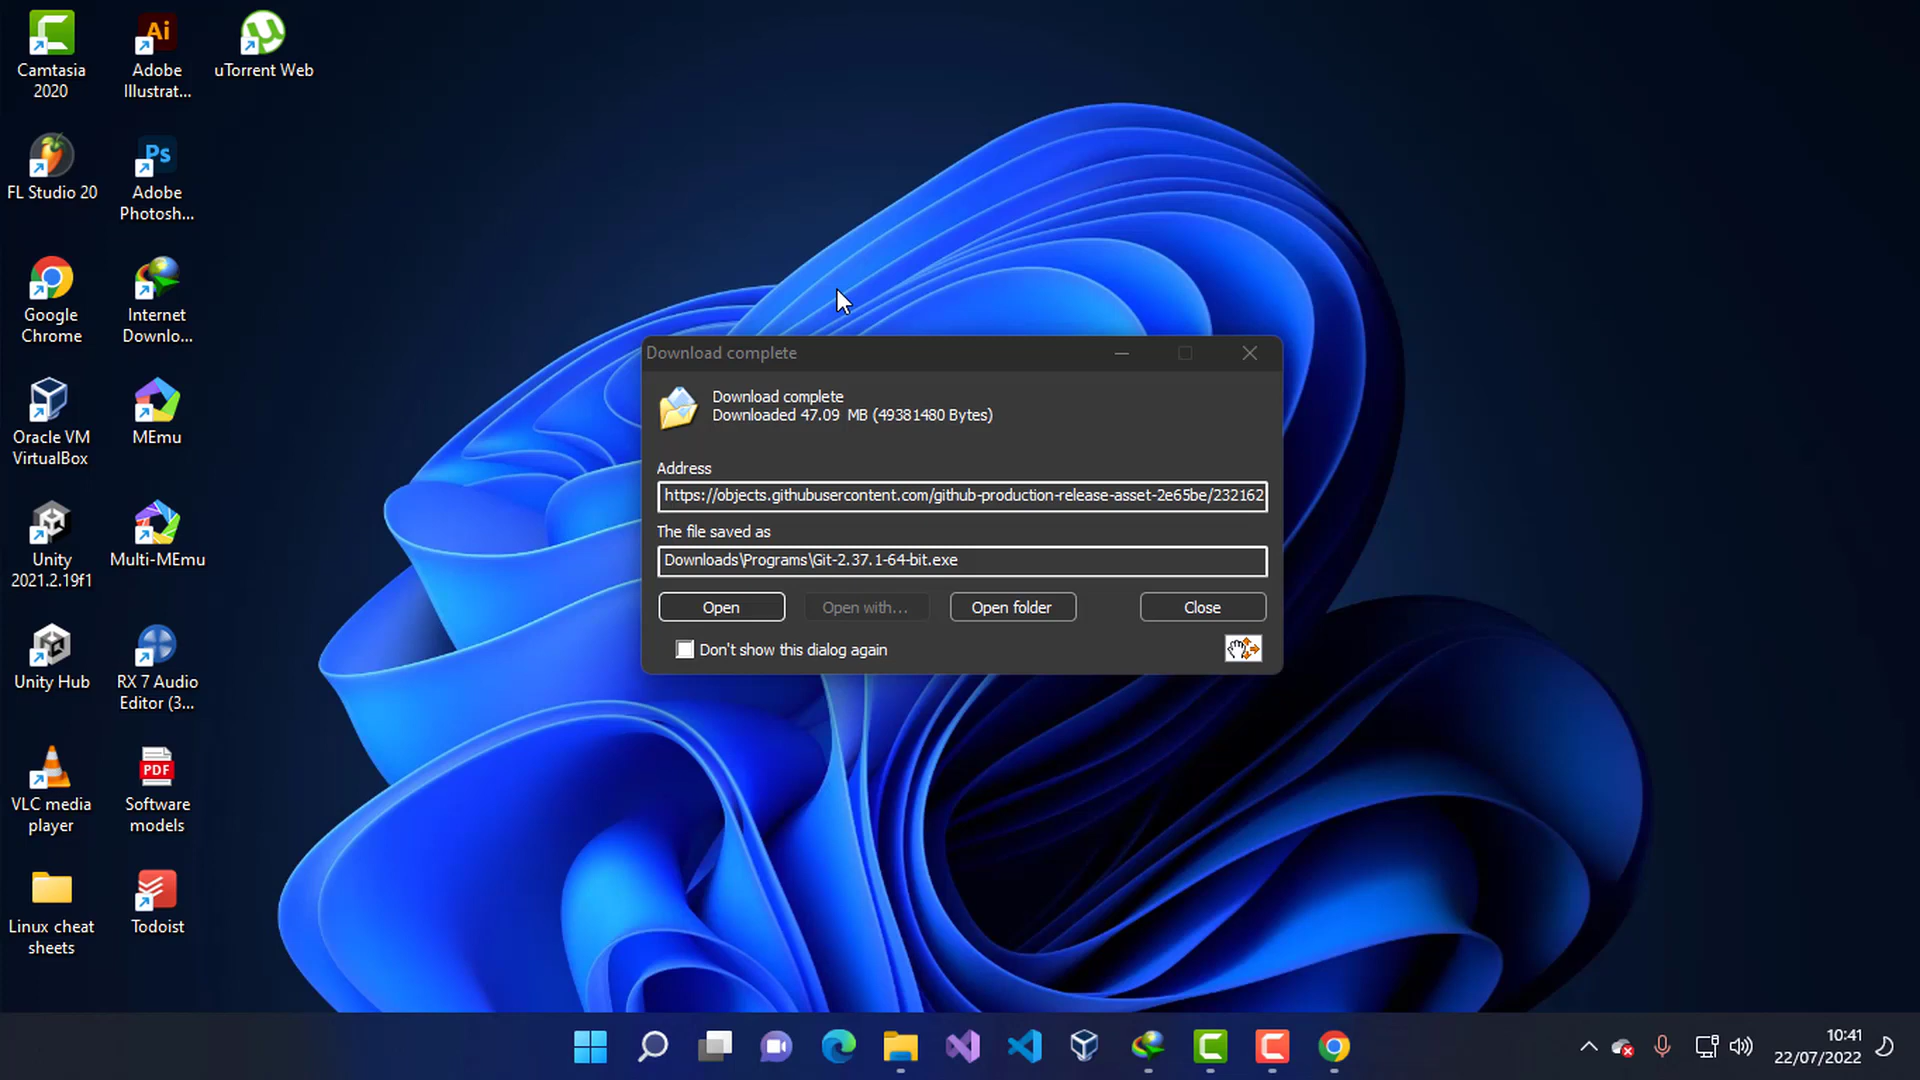 Camtasia
2020
Adobe
Illustrat...
uTorrent Web
FL Studio 20
Adobe
Photosh...
Google
Chrome
Internet
Downlo...
Oracle VM
VirtualBox
MEmu
Unity
2021.2.19f1
Multi-MEmu
Unity Hub
RX 7 Audio
Editor (3...
VLC media
player
PDF
Software
models
Linux cheat
sheets
Todoist
Ai
Ps
Download complete
Download complete
Downloaded 47.09 MB (49381480 Bytes)
Address
https://objects.githubusercontent.com/github-production-release-asset-2e65be/232162
The file saved as
Downloads\Programs\Git-2.37.1-64-bit.exe
Open
Open with...
Open folder
Close
Don't show this dialog again
10:41
22/07/2022